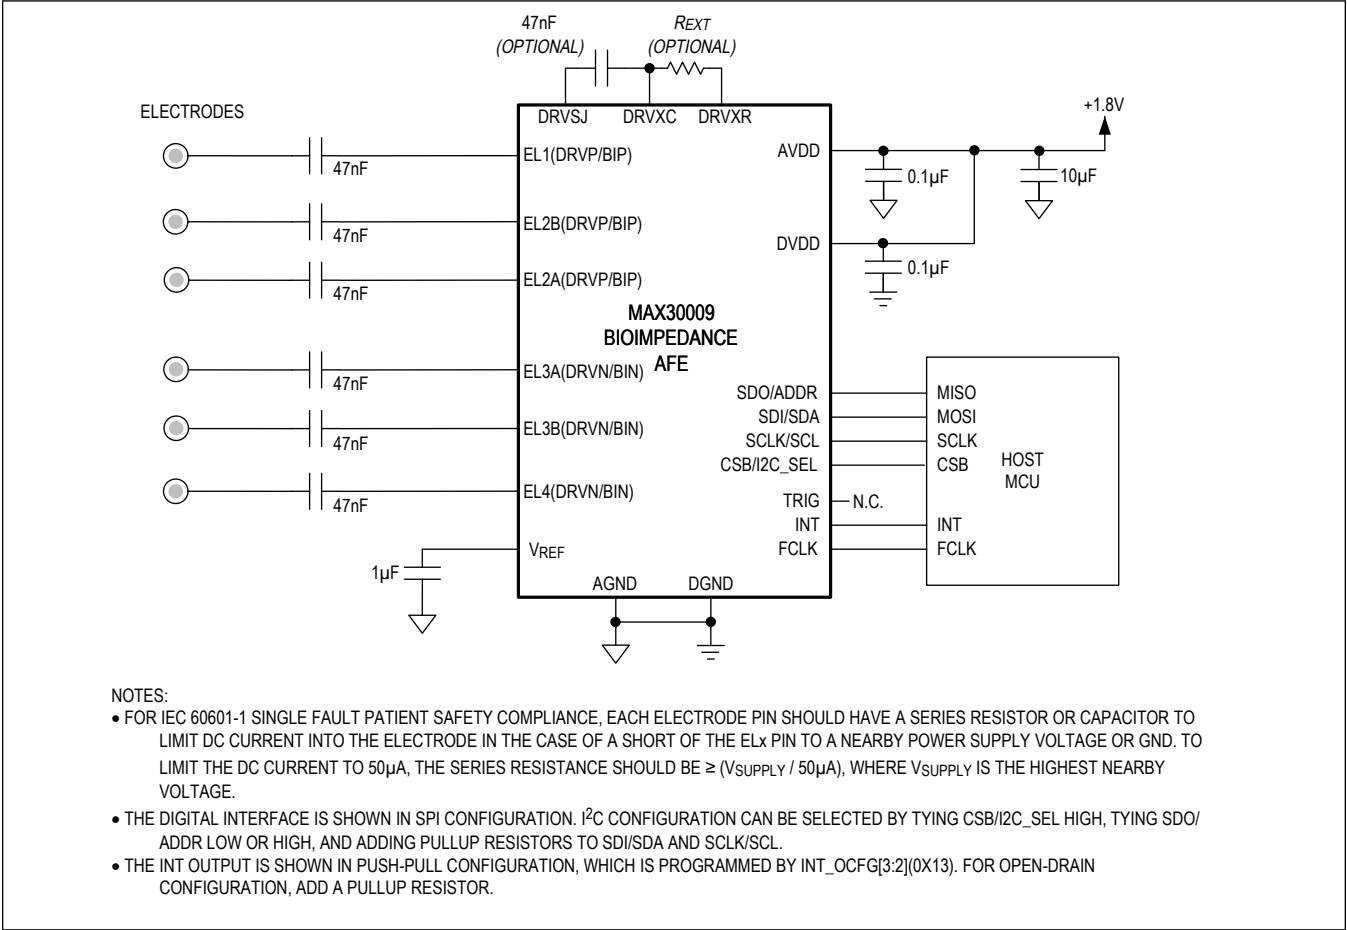 47nF
(OPTIONAL)
REXT
(OPTIONAL)
ELECTRODES
DRVSJ
DRVXC
DRVXR
+1.8V
47nF
EL1(DRVP/BIP)
AVDD
0.1µF
10µF
47nF
EL2B(DRVP/BIP)
DVDD
0.1µF
47nF
EL2A(DRVP/BIP)
MAX30009
BIOIMPEDANCE
AFE
47nF
EL3A(DRVN/BIN)
47nF
EL3B(DRVN/BIN)
47nF
EL4(DRVN/BIN)
SDO/ADDR
MISO
SDI/SDA
MOSI
SCLK/SCL
SCLK
CSB/I2C_SEL
CSB
HOST
MCU
TRIG
N.C.
INT
INT
FCLK
FCLK
VREF
1µF
AGND
DGND
NOTES:
• FOR IEC 60601-1 SINGLE FAULT PATIENT SAFETY COMPLIANCE, EACH ELECTRODE PIN SHOULD HAVE A SERIES RESISTOR OR CAPACITOR TO
LIMIT DC CURRENT INTO THE ELECTRODE IN THE CASE OF A SHORT OF THE ELx PIN TO A NEARBY POWER SUPPLY VOLTAGE OR GND. TO
LIMIT THE DC CURRENT TO 50µA, THE SERIES RESISTANCE SHOULD BE ≥ (VSUPPLY / 50µA), WHERE VSUPPLY IS THE HIGHEST NEARBY
VOLTAGE.
• THE DIGITAL INTERFACE IS SHOWN IN SPI CONFIGURATION. I2C CONFIGURATION CAN BE SELECTED BY TYING CSB/I2C_SEL HIGH, TYING SDO/
ADDR LOW OR HIGH, AND ADDING PULLUP RESISTORS TO SDI/SDA AND SCLK/SCL.
• THE INT OUTPUT IS SHOWN IN PUSH-PULL CONFIGURATION, WHICH IS PROGRAMMED BY INT_OCFG[3:2](0X13). FOR OPEN-DRAIN
CONFIGURATION, ADD A PULLUP RESISTOR.